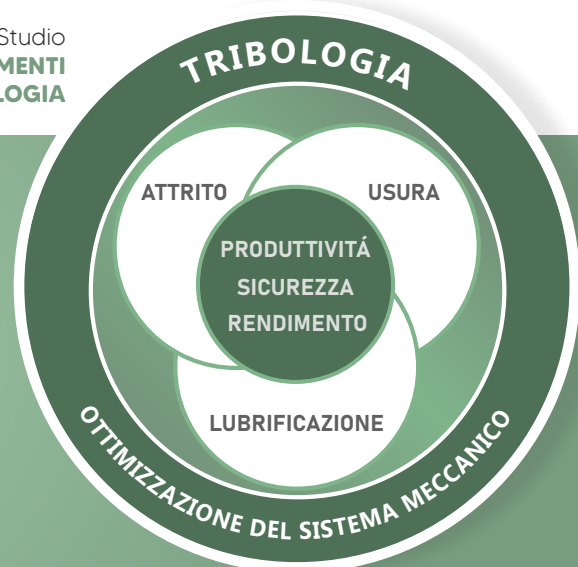 Studio
MENTI
LOGIA
TRIBOLOGIA
ATTRITO
USURA
PRODUTTIVITÁ
SICUREZZA
RENDIMENTO
LUBRIFICAZIONE
OTTIMIZZAZIONE DEL SISTEMA MECCANICO